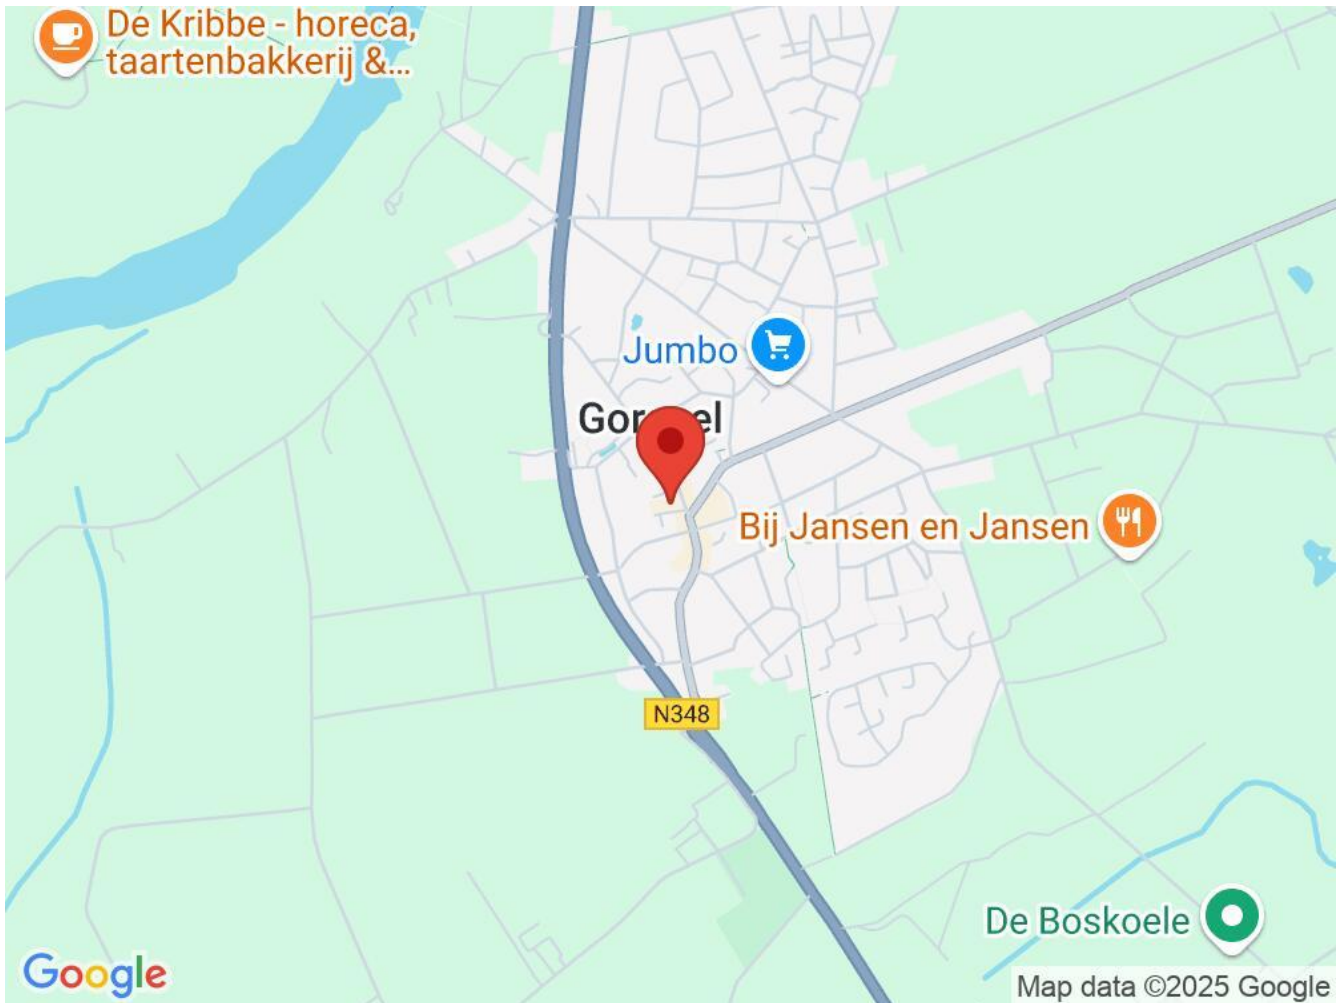 De Kribbe - horeca,
taartenbakkerij &...
Jumbo
Bij Jansen en Jansen
N348
De Boskoele
Google
Map data ©2025 Google